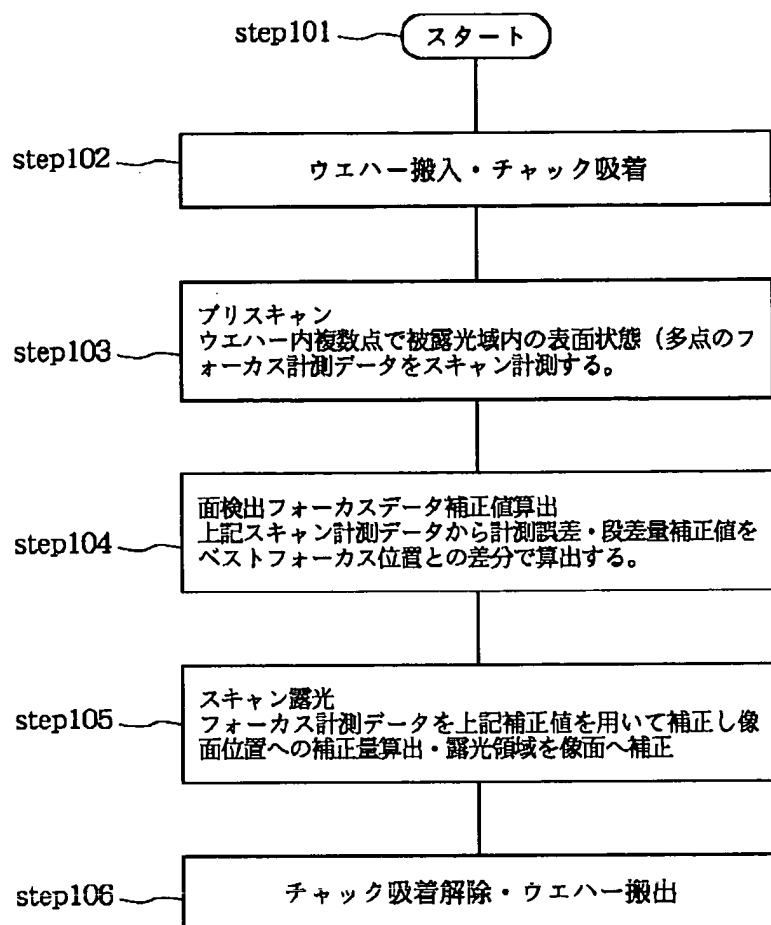 step101
スタート
step102
ウエハー搬入・チャック吸着
step103
プリスキャン
ウエハー内複数点で被露光域内の表面状態（多点のフ
ォーカス計測データをスキャン計測する。
step104
面検出フォーカスデータ補正値算出
上記スキャン計測データから計測誤差・段差量補正値を
ベストフォーカス位置との差分で算出する。
step105
スキャン露光
フォーカス計測データを上記補正値を用いて補正し像
面位置への補正量算出・露光領域を像面へ補正
step106
チャック吸着解除・ウエハー搬出